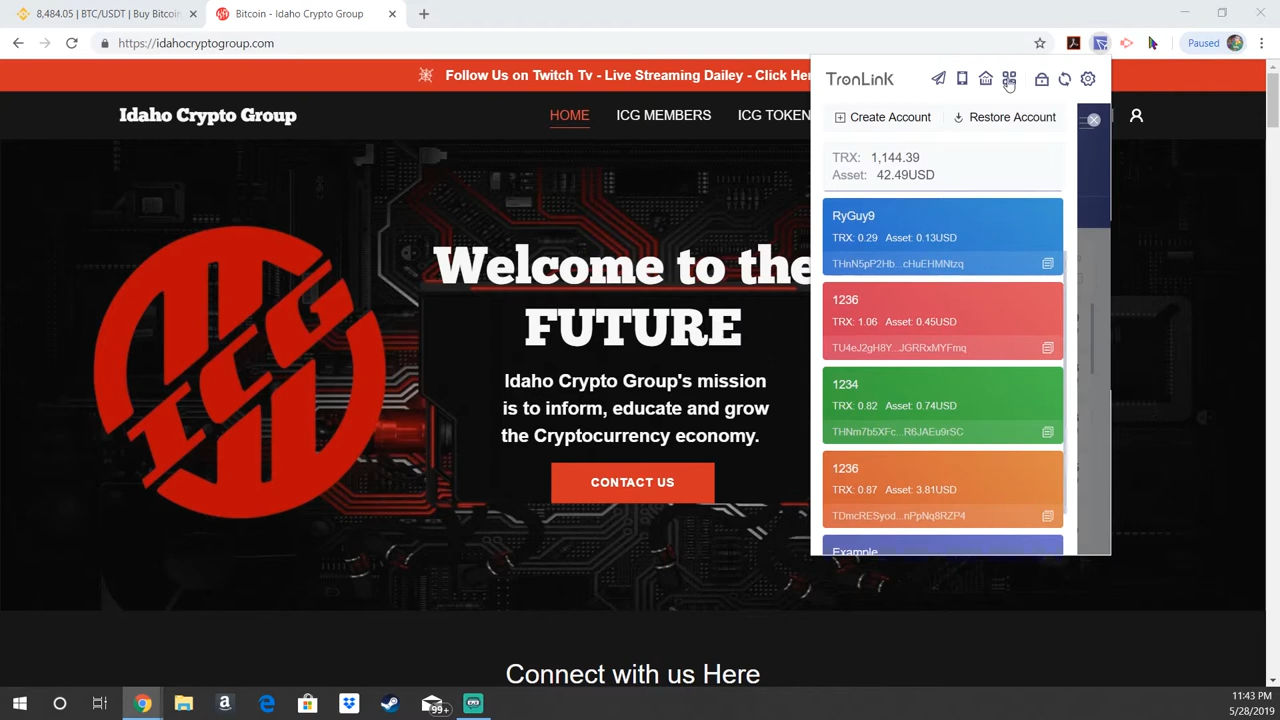 8,484.05 | BTC/USDT | Buy Bitcoin
Bitcoin - Idaho Crypto Group
https://idahocryptogroup.com
Paused
Follow Us on Twitch Tv - Live Streaming Dailey - Click He
Idaho Crypto Group
HOME
ICG MEMBERS
ICG TOKEN
Welcome to the
FUTURE
Idaho Crypto Group's mission
is to inform, educate and grow
the Cryptocurrency economy.
CONTACT US
Connect with us Here
ICG
TronLink
Create Account
Restore Account
TRX: 1,144.39
Asset: 42.49USD
RyGuy9
TRX: 0.29 Asset: 0.13USD
THnN5pP2Hb...cHuEHMNtzq
1236
TRX: 1.06 Asset: 0.45USD
TU4eJ2gH8Y...JGRRxMYFmq
1234
TRX: 0.82 Asset: 0.74USD
THNm7b5XFc...R6JAEu9rSC
1236
TRX: 0.87 Asset: 3.81USD
TDmcRESyod...nPpNq8RZP4
Example
99+
11:43 PM
5/28/2019